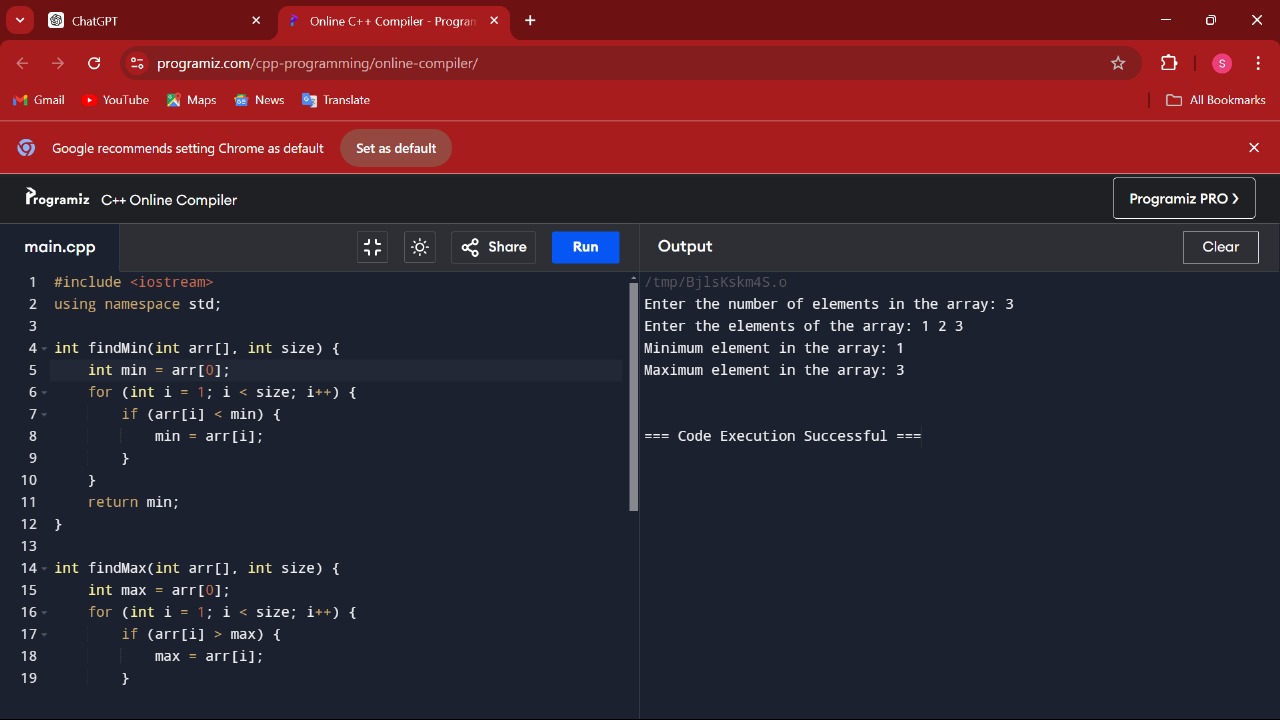 ChatGPT
Online C++ Compiler - Progran
programiz.com/cpp-programming/online-compiler/
S
Gmail YouTube Maps News Translate All Bookmarks
Google recommends setting Chrome as default Set as default
Programiz C++ Online Compiler Programiz PRO >
main.cpp Share Run
1 #include <iostream>
2 using namespace std;
3
4 int findMin(int arr[], int size) {
5     int min = arr[0];
6     for (int i = 1; i < size; i++) {
7         if (arr[i] < min) {
8             min = arr[i];
9         }
10     }
11     return min;
12 }
13
14 int findMax(int arr[], int size) {
15     int max = arr[0];
16     for (int i = 1; i < size; i++) {
17         if (arr[i] > max) {
18             max = arr[i];
19         }
Output Clear
/tmp/BjlsKskm4S.o
Enter the number of elements in the array: 3
Enter the elements of the array: 1 2 3
Minimum element in the array: 1
Maximum element in the array: 3
=== Code Execution Successful ===